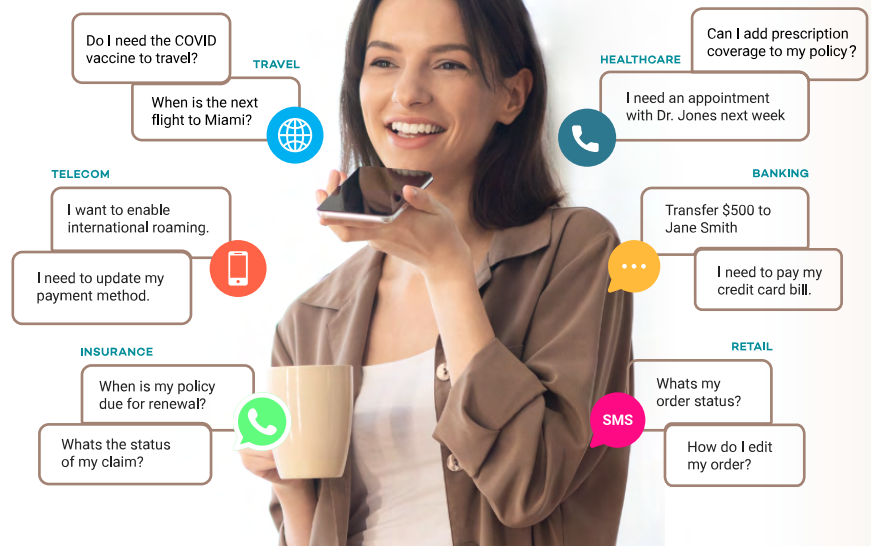 Do I need the COVID
vaccine to travel?
TRAVEL
When is the next
flight to Miami?
TELECOM
I want to enable
international roaming.
I need to update my
payment method.
INSURANCE
When is my policy
due for renewal?
Whats the status
of my claim?
Can I add prescription
coverage to my policy?
HEALTHCARE
I need an appointment
with Dr. Jones next week
BANKING
Transfer $500 to
Jane Smith
I need to pay my
credit card bill.
RETAIL
Whats my
order status?
SMS
How do I edit
my order?